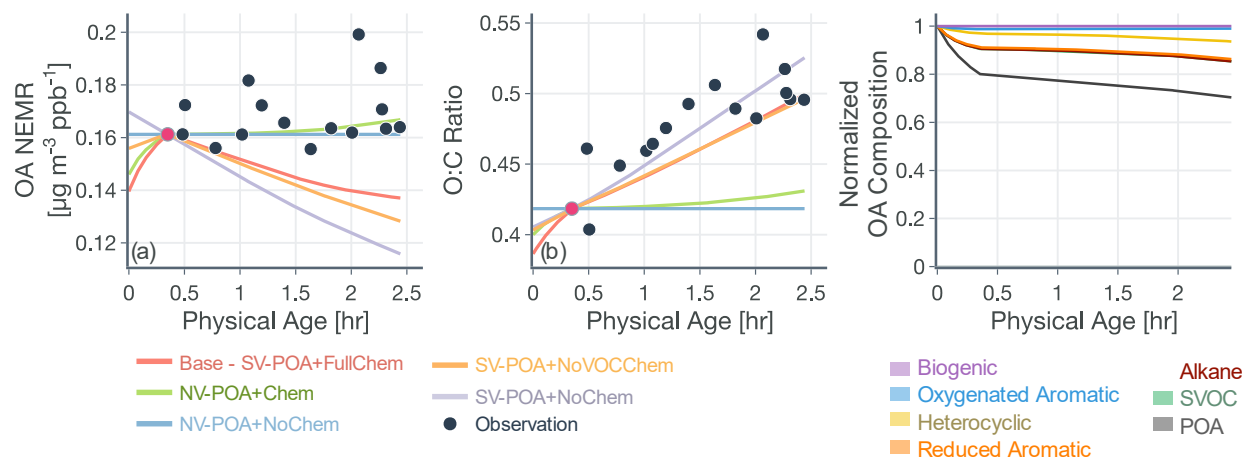 OA NEMR
[µg m⁻³ ppb⁻¹]
0.2
0.18
0.16
0.14
0.12
(a)
0 0.5 1 1.5 2 2.5
Physical Age [hr]
O:C Ratio
0.55
0.5
0.45
0.4
(b)
0 0.5 1 1.5 2 2.5
Physical Age [hr]
Normalized
OA Composition
1
0.8
0.6
0.4
0.2
0
0 0.5 1 1.5 2
Physical Age [hr]
Base - SV-POA+FullChem
NV-POA+Chem
NV-POA+NoChem
SV-POA+NoVOCChem
SV-POA+NoChem
Observation
Biogenic
Oxygenated Aromatic
Heterocyclic
Reduced Aromatic
Alkane
SVOC
POA